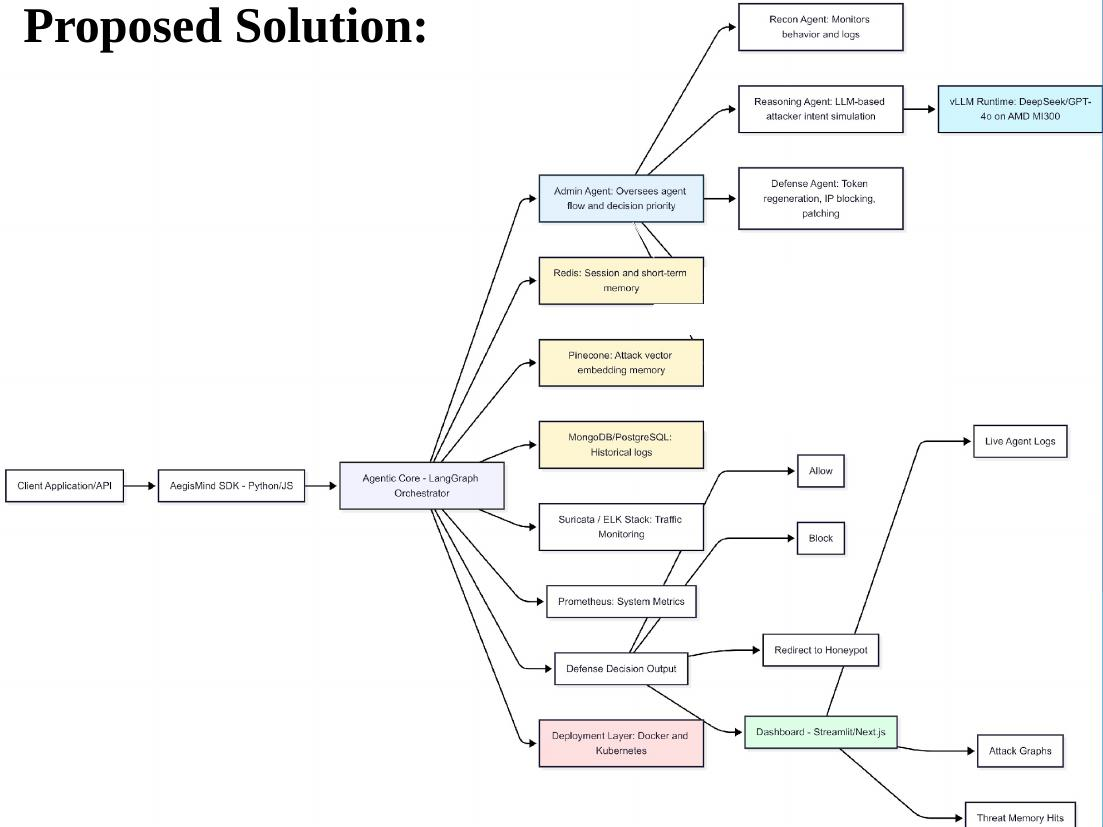 Proposed Solution:
Recon Agent: Monitors
behavior and logs
Reasoning Agent: LLM-based
attacker intent simulation
vLLM Runtime: DeepSeek/GPT-
4o on AMD MI300
Admin Agent: Oversees agent
flow and decision priority
Defense Agent: Token
regeneration, IP blocking,
patching
Redis: Session and short-term
memory
Pinecone: Attack vector
embedding memory
MongoDB/PostgreSQL:
Historical logs
Live Agent Logs
Allow
Client Application/API
AegisMind SDK - Python/JS
Agentic Core - LangGraph
Orchestrator
Suricata / ELK Stack: Traffic
Monitoring
Block
Prometheus: System Metrics
Defense Decision Output
Redirect to Honeypot
Deployment Layer: Docker and
Kubernetes
Dashboard - Streamlit/Next.js
Attack Graphs
Threat Memory Hits